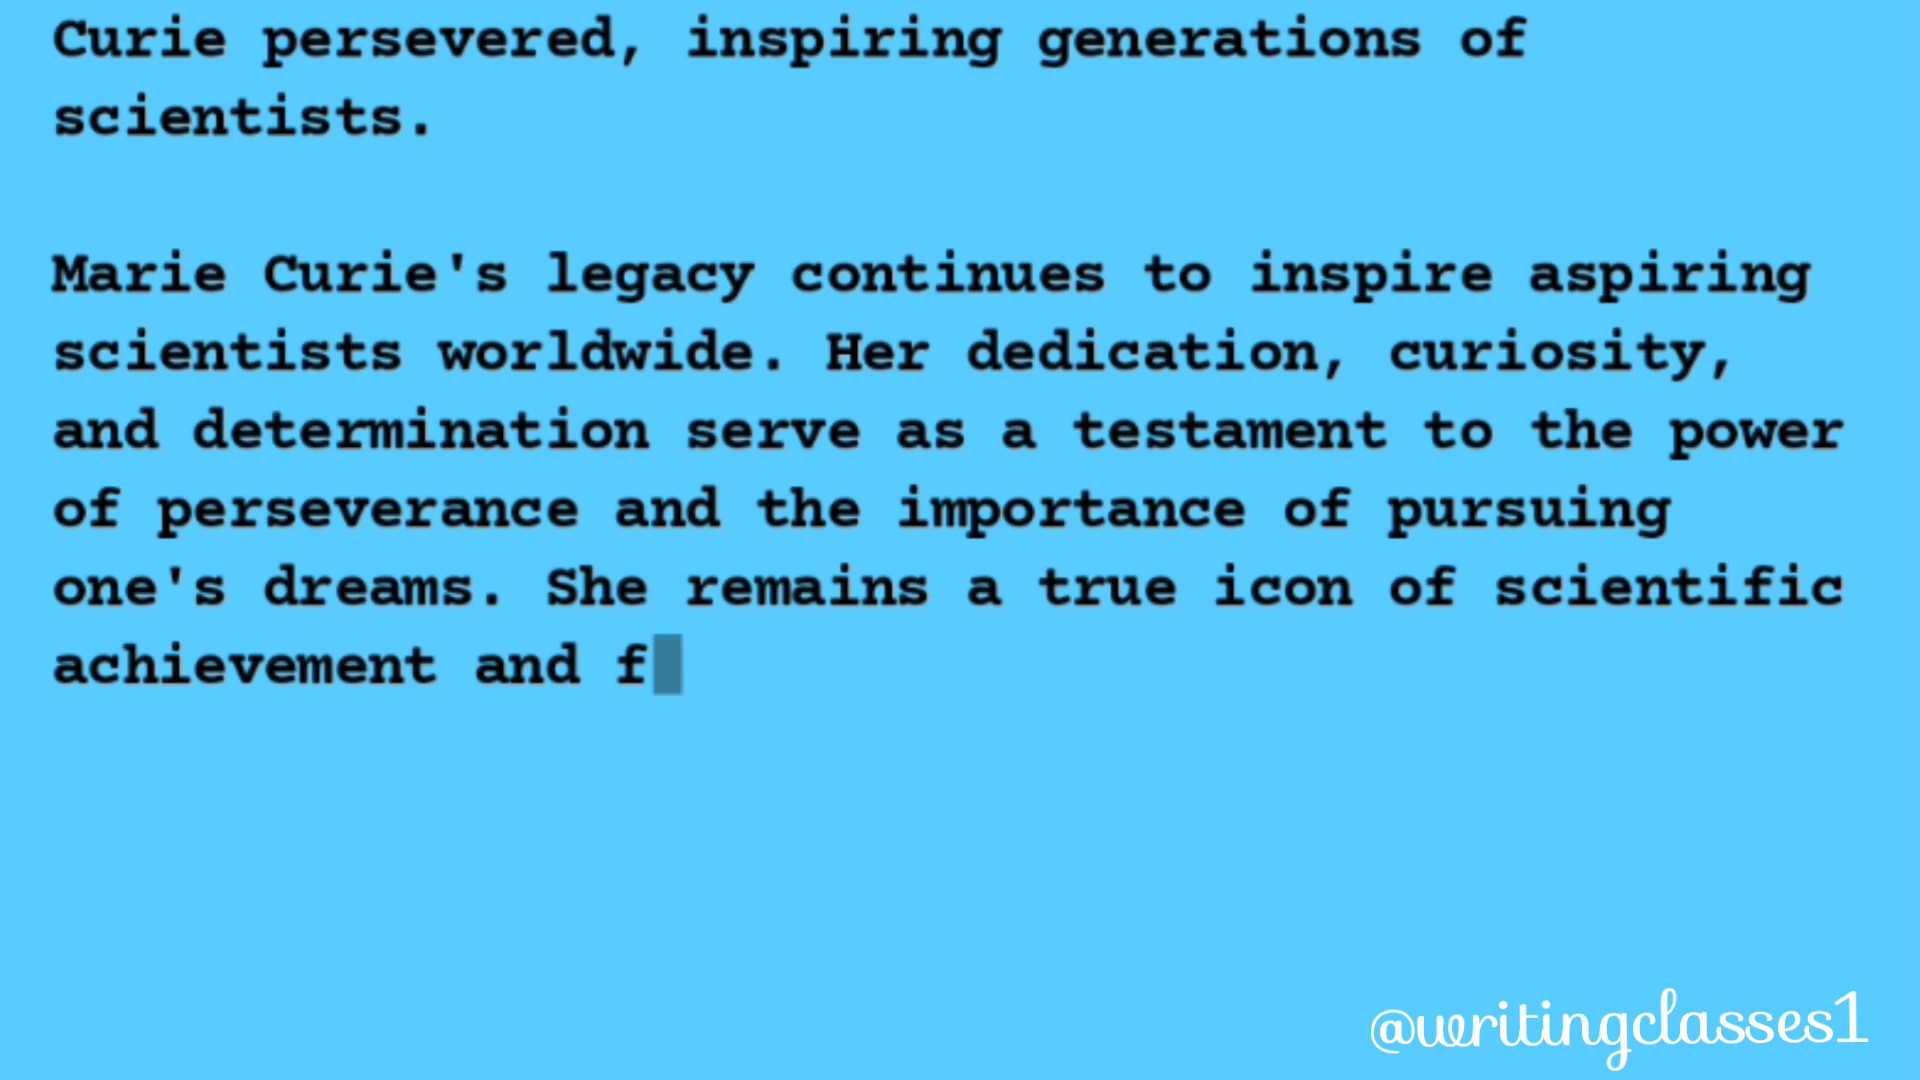 Curie persevered, inspiring generations of
scientists.
Marie Curie's legacy continues to inspire aspiring
scientists worldwide. Her dedication, curiosity,
and determination serve as a testament to the power
of perseverance and the importance of pursuing
one's dreams. She remains a true icon of scientific
achievement and f
@writingclasses1